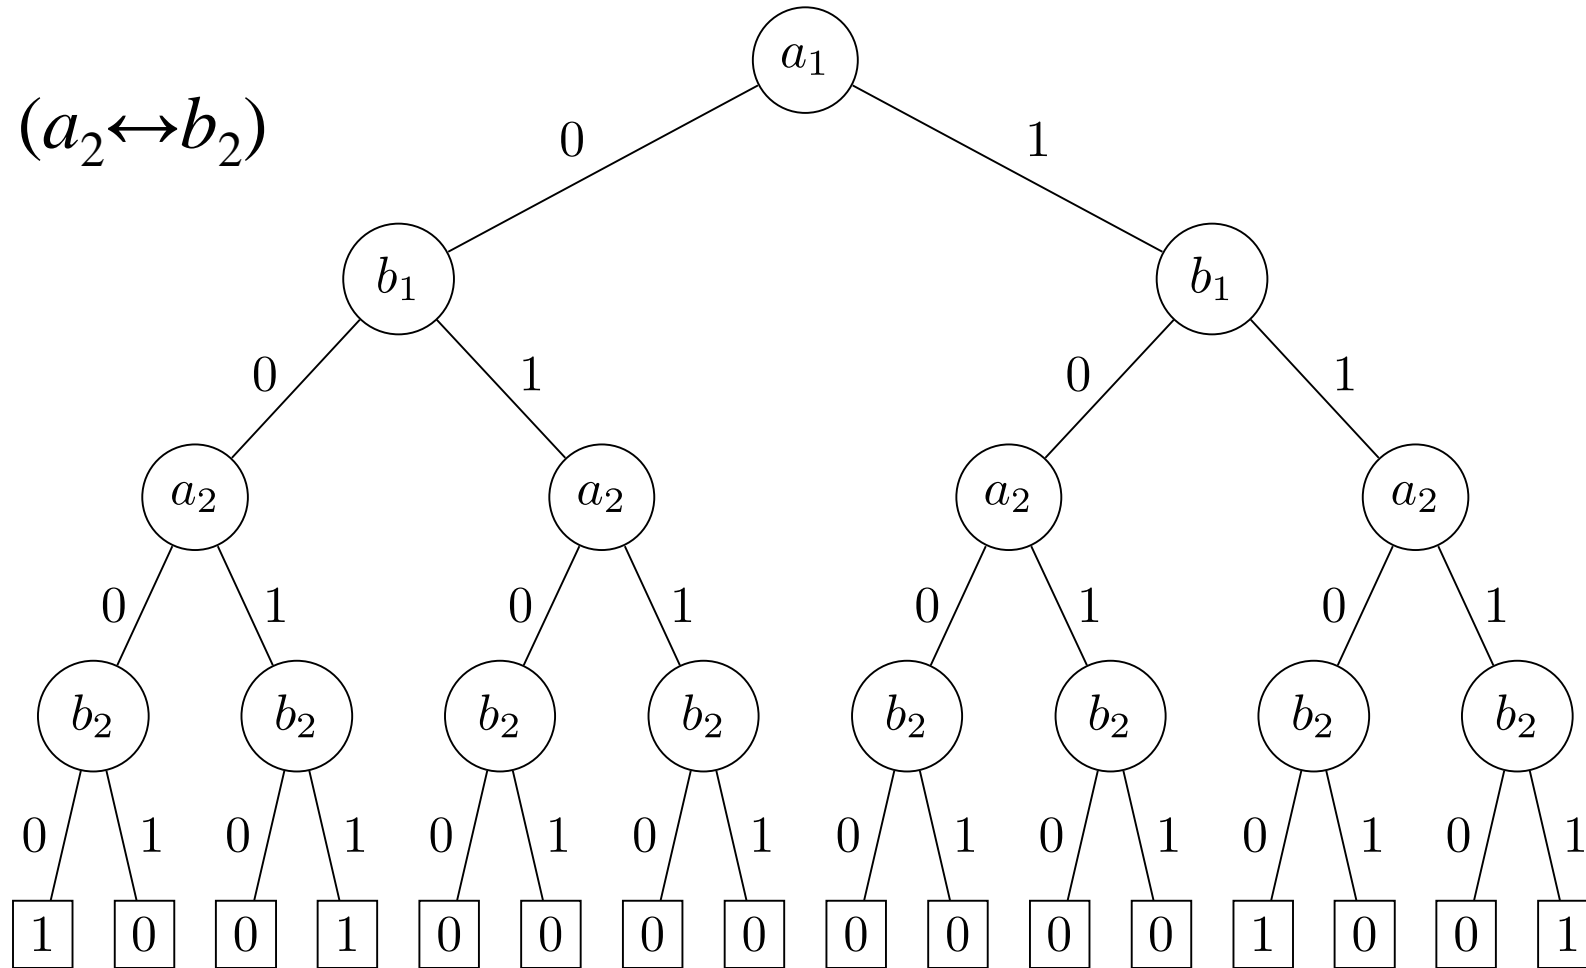 a₁
(a₂↔b₂)
0 1
b₁ b₁
0 1 0 1
a₂ a₂ a₂ a₂
0 1 0 1 0 1 0 1
b₂ b₂ b₂ b₂ b₂ b₂ b₂ b₂
0 1 0 1 0 1 0 1 0 1 0 1 0 1 0 1
1 0 0 1 0 0 0 0 0 0 0 0 1 0 0 1